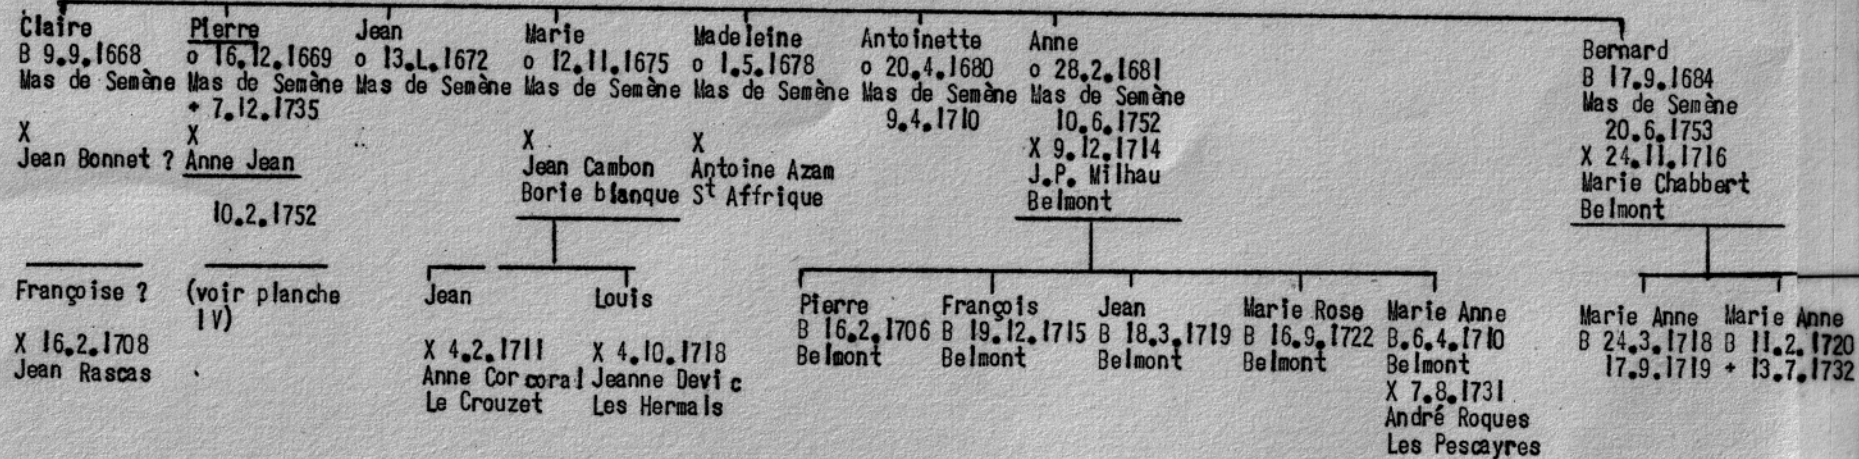 Claire
B 9.9.1668
Mas de Semène
X
Jean Bonnet ?
Pierre
o 16.12.1669
Mas de Semène
+ 7.12.1735
X
Anne Jean
10.2.1752
Jean
o 13.L.1672
Mas de Semène
Marie
o 12.11.1675
Mas de Semène
X
Jean Cambon
Borie blanque
Madeleine
o 1.5.1678
Mas de Semène
X
Antoine Azam
St Affrique
Antoinette
o 20.4.1680
Mas de Semène
9.4.1710
Anne
o 28.2.1681
Mas de Semène
10.6.1752
X 9.12.1714
J.P. Milhau
Belmont
Bernard
B 17.9.1684
Mas de Semène
20.6.1753
X 24.11.1716
Marie Chabbert
Belmont
Françoise ?
X 16.2.1708
Jean Rascas
(voir planche
IV)
Jean
X 4.2.1711
Anne Corcoral
Le Crouzet
Louis
X 4.10.1718
Jeanne Devic
Les Hermals
Pierre
B 16.2.1706
Belmont
François
B 19.12.1715
Belmont
Jean
B 18.3.1719
Belmont
Marie Rose
B 16.9.1722
Belmont
Marie Anne
B.6.4.1710
Belmont
X 7.8.1731
André Roques
Les Pescayres
Marie Anne
B 24.3.1718
17.9.1719
Marie Anne
B 11.2.1720
+ 13.7.1732